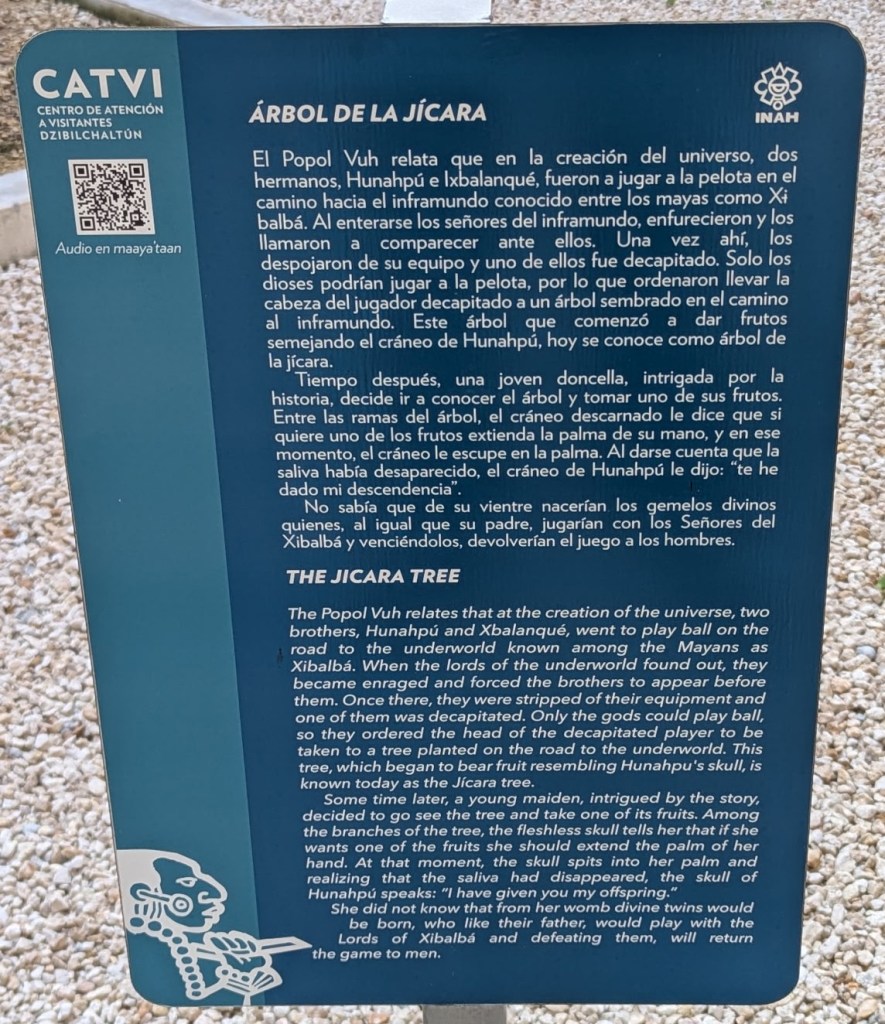 CATVI
CENTRO DE ATENCIÓN
A VISITANTES
DZIBILCHALTÚN
Audio en maaya'taan
INAH
ÁRBOL DE LA JÍCARA
El Popol Vuh relata que en la creación del universo, dos
hermanos, Hunahpú e Ixbalanqué, fueron a jugar a la pelota en el
camino hacia el inframundo conocido entre los mayas como Xi
balbá. Al enterarse los señores del inframundo, enfurecieron y los
llamaron a comparecer ante ellos. Una vez ahí, los
despojaron de su equipo y uno de ellos fue decapitado. Solo los
dioses podrían jugar a la pelota, por lo que ordenaron llevar la
cabeza del jugador decapitado a un árbol sembrado en el camino
al inframundo. Este árbol que comenzó a dar frutos
semejando el cráneo de Hunahpú, hoy se conoce como árbol de
la jícara.
Tiempo después, una joven doncella, intrigada por la
historia, decide ir a conocer el árbol y tomar uno de sus frutos.
Entre las ramas del árbol, el cráneo descarnado le dice que si
quiere uno de los frutos extienda la palma de su mano, y en ese
momento, el cráneo le escupe en la palma. Al darse cuenta que la
saliva había desaparecido, el cráneo de Hunahpú le dijo: “te he
dado mi descendencia”.
No sabía que de su vientre nacerían los gemelos divinos
quienes, al igual que su padre, jugarían con los Señores del
Xibalbá y venciéndolos, devolverían el juego a los hombres.
THE JICARA TREE
The Popol Vuh relates that at the creation of the universe, two
brothers, Hunahpú and Xbalanqué, went to play ball on the
road to the underworld known among the Mayans as
Xibalbá. When the lords of the underworld found out, they
became enraged and forced the brothers to appear before
them. Once there, they were stripped of their equipment and
one of them was decapitated. Only the gods could play ball,
so they ordered the head of the decapitated player to be
taken to a tree planted on the road to the underworld. This
tree, which began to bear fruit resembling Hunahpu's skull, is
known today as the Jícara tree.
Some time later, a young maiden, intrigued by the story,
decided to go see the tree and take one of its fruits. Among
the branches of the tree, the fleshless skull tells her that if she
wants one of the fruits she should extend the palm of her
hand. At that moment, the skull spits into her palm and
realizing that the saliva had disappeared, the skull of
Hunahpú speaks: “I have given you my offspring.”
She did not know that from her womb divine twins would
be born, who like their father, would play with the
Lords of Xibalbá and defeating them, will return
the game to men.